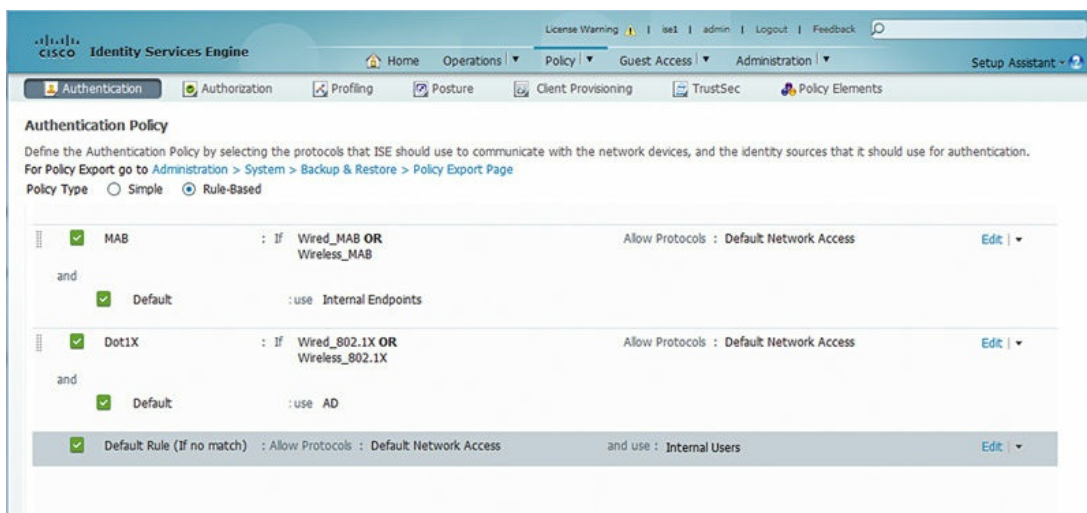 License Warning | ise1 | admin | Logout | Feedback
CISCO Identity Services Engine
Home Operations Policy Guest Access Administration Setup Assistant
Authentication Authorization Profiling Posture Client Provisioning TrustSec Policy Elements
Authentication Policy
Define the Authentication Policy by selecting the protocols that ISE should use to communicate with the network devices, and the identity sources that it should use for authentication.
For Policy Export go to Administration > System > Backup & Restore > Policy Export Page
Policy Type Simple Rule-Based
MAB : If Wired_MAB OR Allow Protocols : Default Network Access Edit |
Wireless_MAB
and
Default : use Internal Endpoints
Dot1X : If Wired_802.1X OR Allow Protocols : Default Network Access Edit |
Wireless_802.1X
and
Default : use AD
Default Rule (If no match) : Allow Protocols : Default Network Access and use : Internal Users Edit |